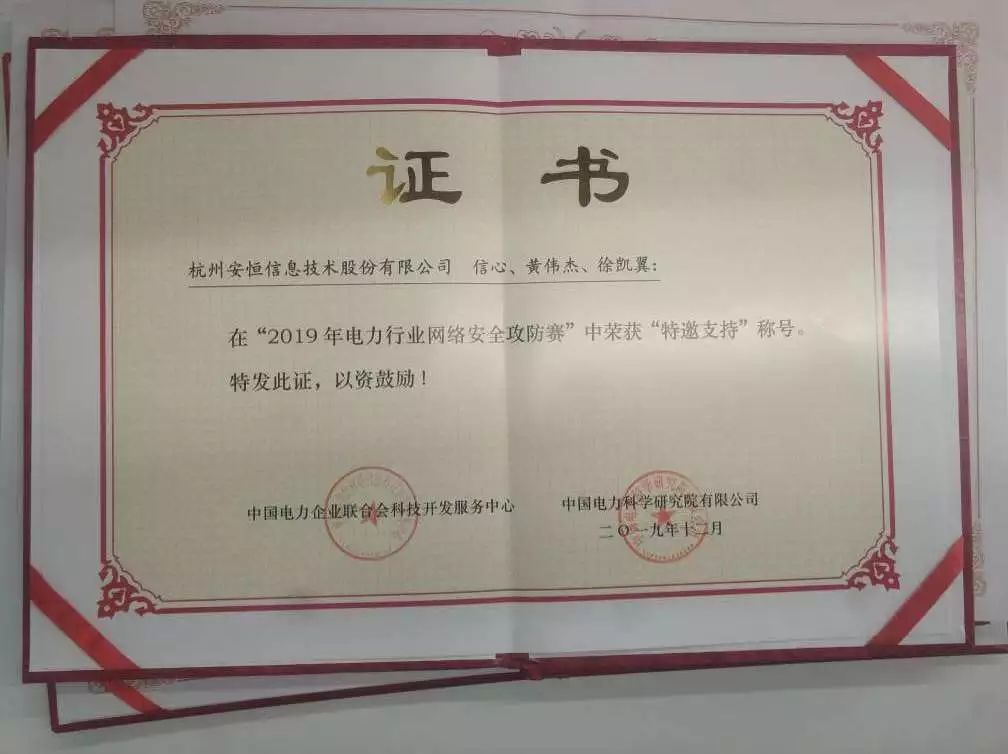 证 书
杭州安恒信息技术股份有限公司 信心、黄伟杰、徐凯翼:
在“2019年电力行业网络安全攻防赛”中荣获“特邀支持”称号。
特发此证，以资鼓励！
中国电力企业联合会科技开发服务中心
中国电力科学研究院有限公司
二〇一九年十二月